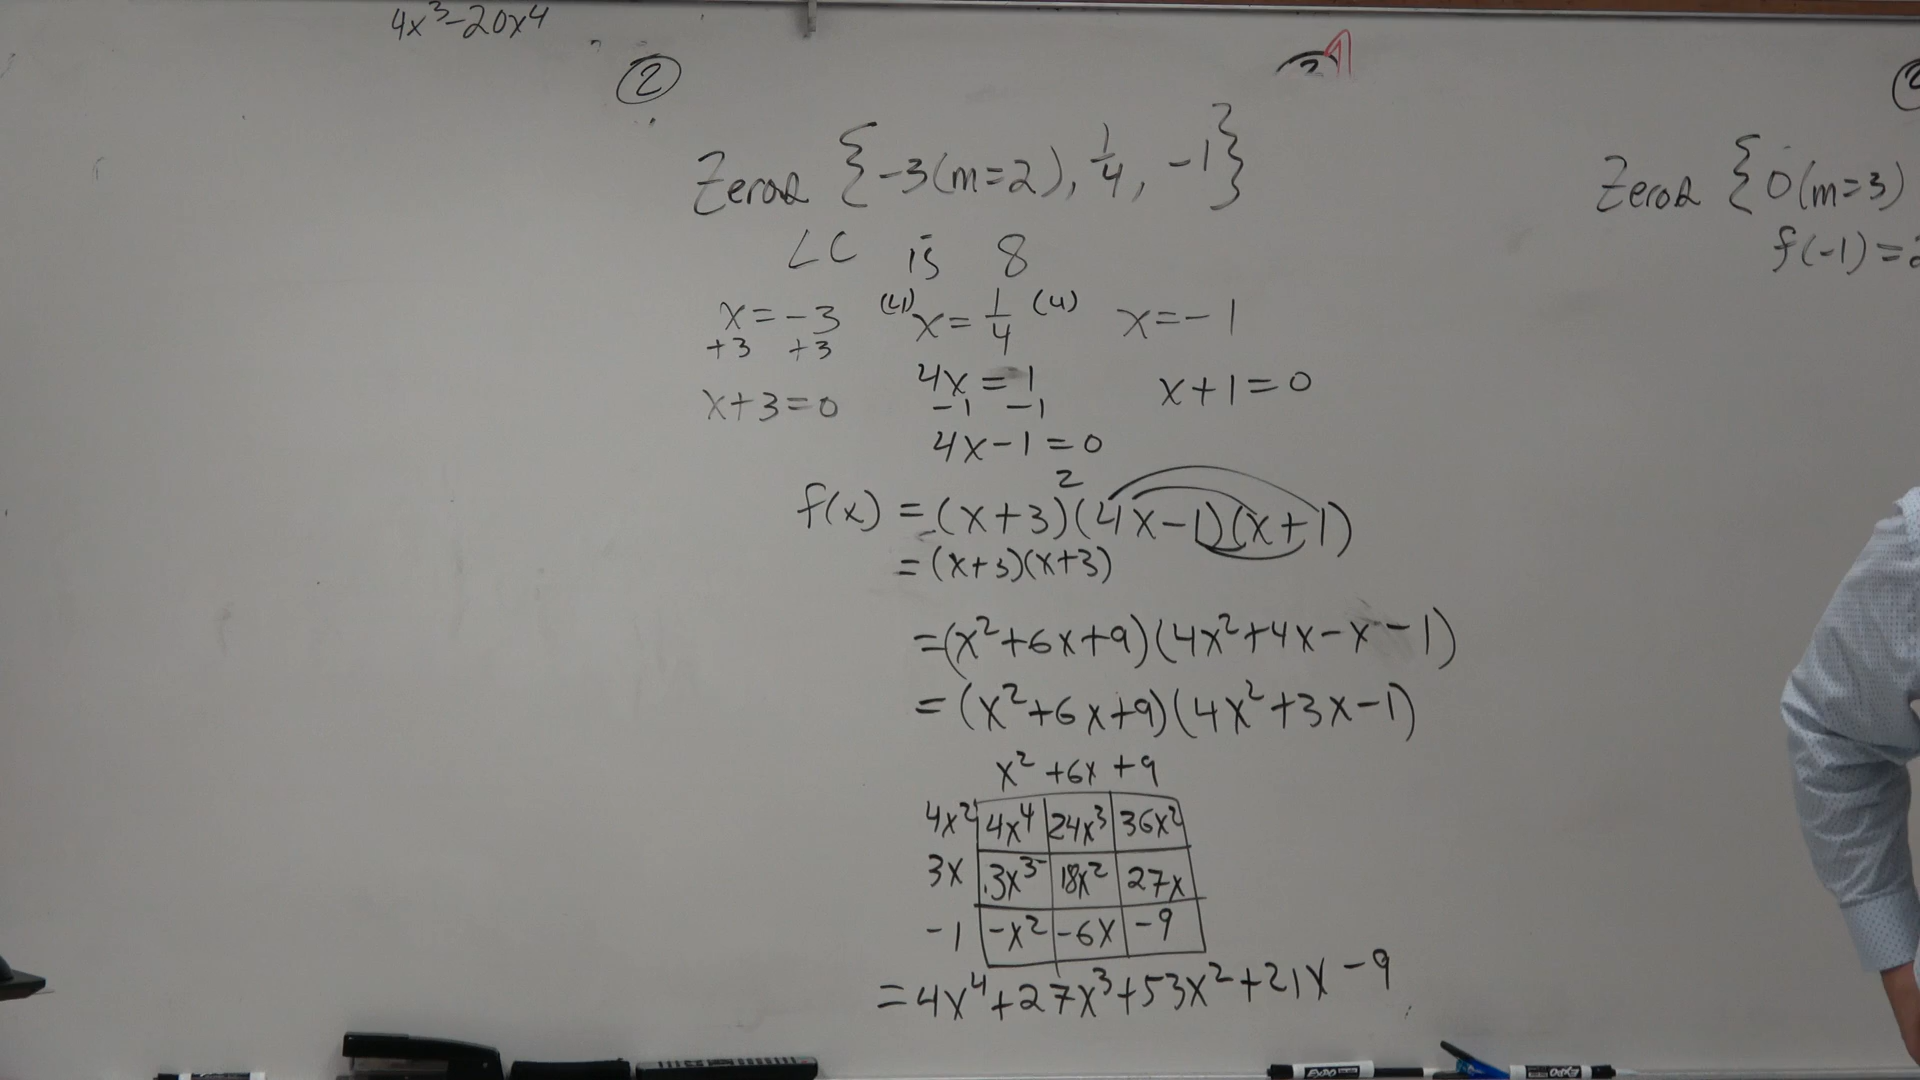 4x³-20x⁴
②
Zeros {-3(m=2), 1/4, -1}
LC is 8
x=-3 (4)x=1/4 (4) x=-1
+3 +3
4x=1
x+3=0 -1 -1 x+1=0
4x-1=0
f(x)=(x+3)²(4x-1)(x+1)
=(x+3)(x+3)
=(x²+6x+9)(4x²+4x-x-1)
=(x²+6x+9)(4x²+3x-1)
x²+6x+9
4x² 4x⁴ 24x³ 36x²
3x 3x³ 18x² 27x
-1 -x² -6x -9
=4x⁴+27x³+53x²+21x-9
Zeros {0(m=3)
f(-1)=
EXPO
EXPO